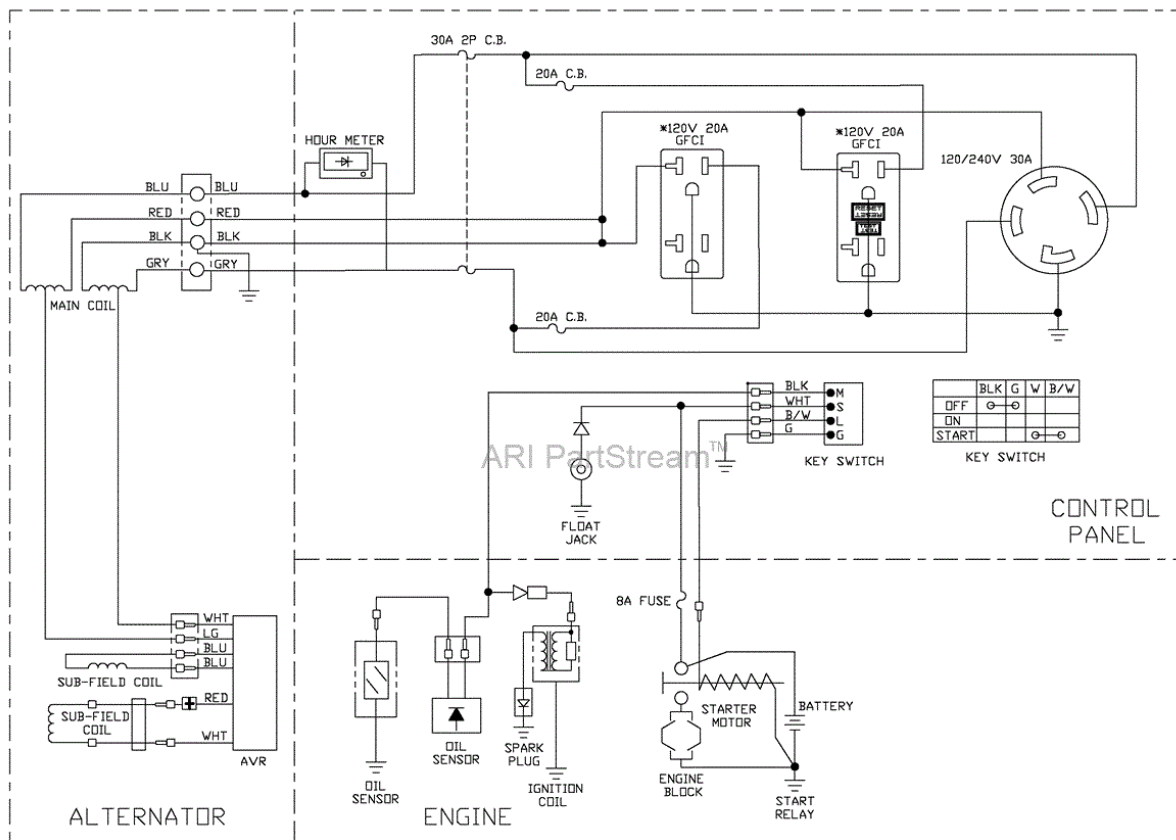 30A 2P C.B.
20A C.B.
HOUR METER
*120V 20A
GFCI
*120V 20A
GFCI
120/240V 30A
BLU BLU
RED RED
BLK BLK
GRY GRY
MAIN COIL
RESET
TEST
20A C.B.
BLK M
WHT S
B/W L
G G
KEY SWITCH
BLK G W B/W
OFF
ON
START
KEY SWITCH
ARI PartStream™
FLOAT
JACK
CONTROL
PANEL
8A FUSE
WHT
LG
BLU
BLU
SUB-FIELD COIL
RED
SUB-FIELD
COIL
WHT
AVR
OIL
SENSOR
OIL
SENSOR
SPARK
PLUG
IGNITION
COIL
STARTER
MOTOR
BATTERY
ENGINE
BLOCK
START
RELAY
ALTERNATOR
ENGINE